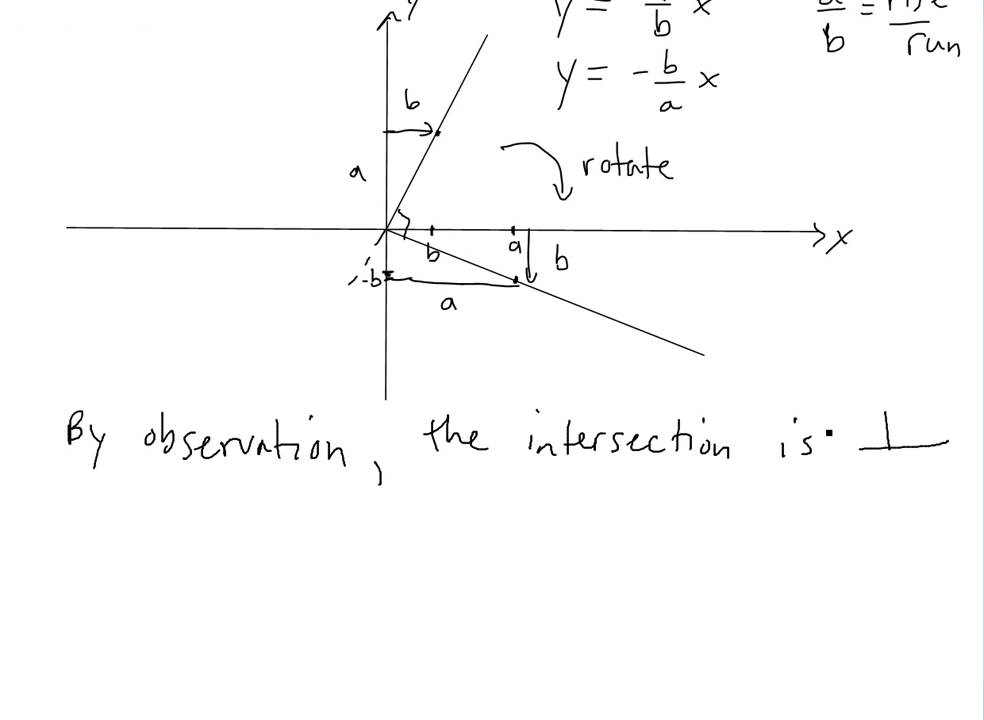 y
y = a/b x
a/b = rise/run
y = - b/a x
b
a
rotate
x
b
a
b
-b
a
By observation, the intersection is ⊥